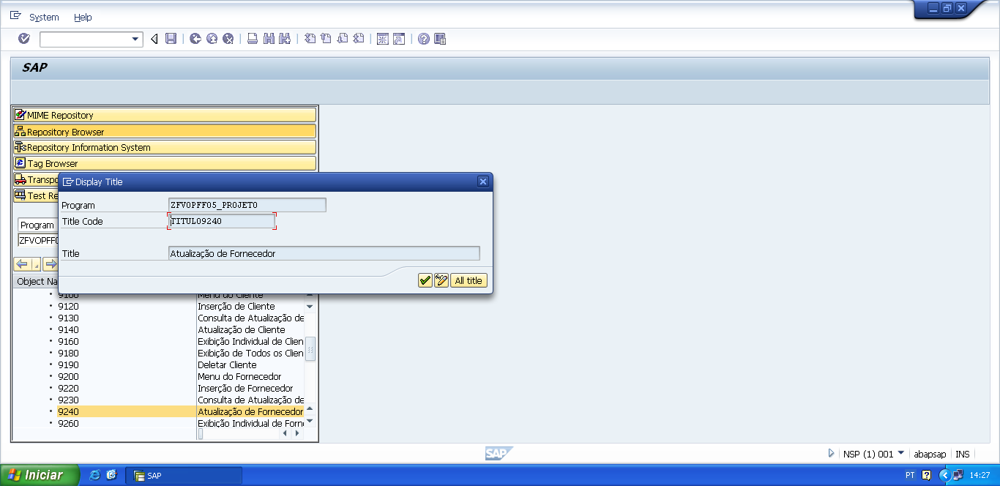 System Help
SAP
MIME Repository
Repository Browser
Repository Information System
Tag Browser
Transpo
Test Re
Display Title
Program ZFVOPFF05_PROJETO
Title Code TITULO9240
Title Atualização de Fornecedor
All title
Program
ZFVOPFF0
Object Na
9100 Menu do Cliente
9120 Inserção de Cliente
9130 Consulta de Atualização de
9140 Atualização de Cliente
9160 Exibição Individual de Clien
9180 Exibição de Todos os Clien
9190 Deletar Cliente
9200 Menu do Fornecedor
9220 Inserção de Fornecedor
9230 Consulta de Atualização de
9240 Atualização de Fornecedor
9260 Exibição Individual de Forn
SAP
NSP (1) 001 abapsap INS
Iniciar SAP PT 14:27